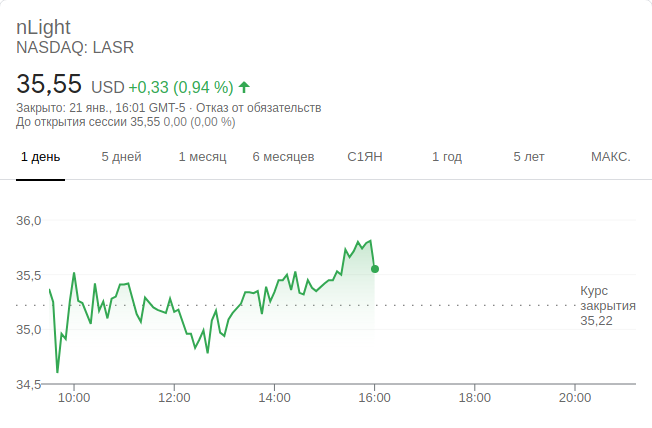 nLight
NASDAQ: LASR
35,55 USD +0,33 (0,94 %)
Закрыто: 21 янв., 16:01 GMT-5 · Отказ от обязательств
До открытия сессии 35,55 0,00 (0,00 %)
1 день 5 дней 1 месяц 6 месяцев С1ЯН 1 год 5 лет МАКС.
36,0
35,5
Курс
закрытия
35,22
35,0
34,5
10:00 12:00 14:00 16:00 18:00 20:00